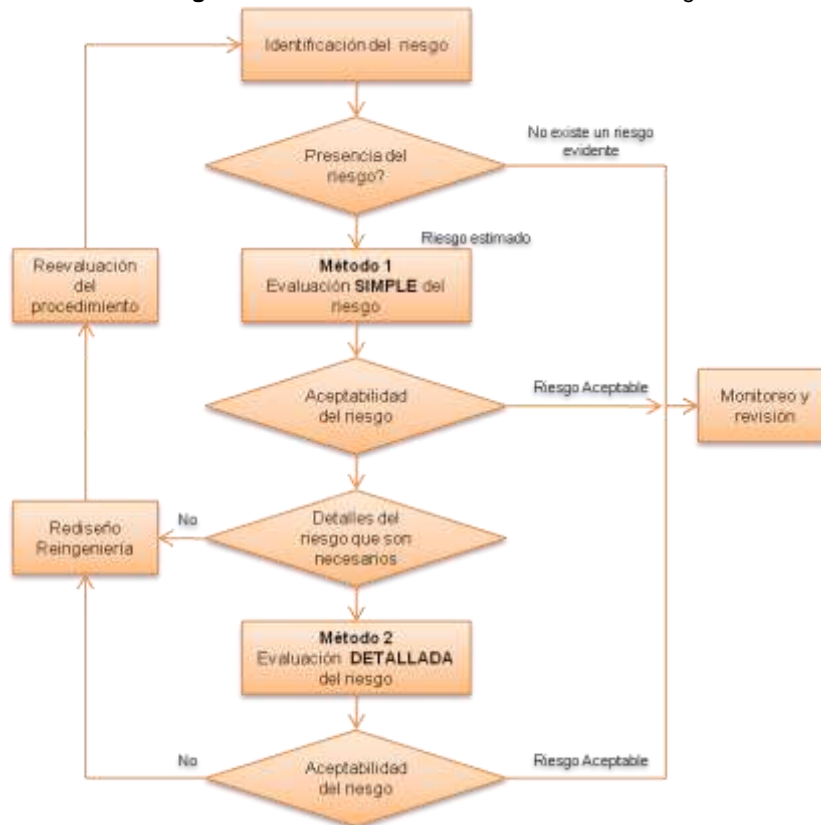 Identificación del riesgo
Presencia del
riesgo?
No existe un riesgo
evidente
Riesgo estimado
Método 1
Evaluación SIMPLE del
riesgo
Reevaluación
del
procedimiento
Aceptabilidad
del riesgo
Riesgo Aceptable
Monitoreo y
revisión
Detalles del
riesgo que son
necesarios
No
Rediseño
Reingeniería
Método 2
Evaluación DETALLADA
del riesgo
No
Aceptabilidad
del riesgo
Riesgo Aceptable